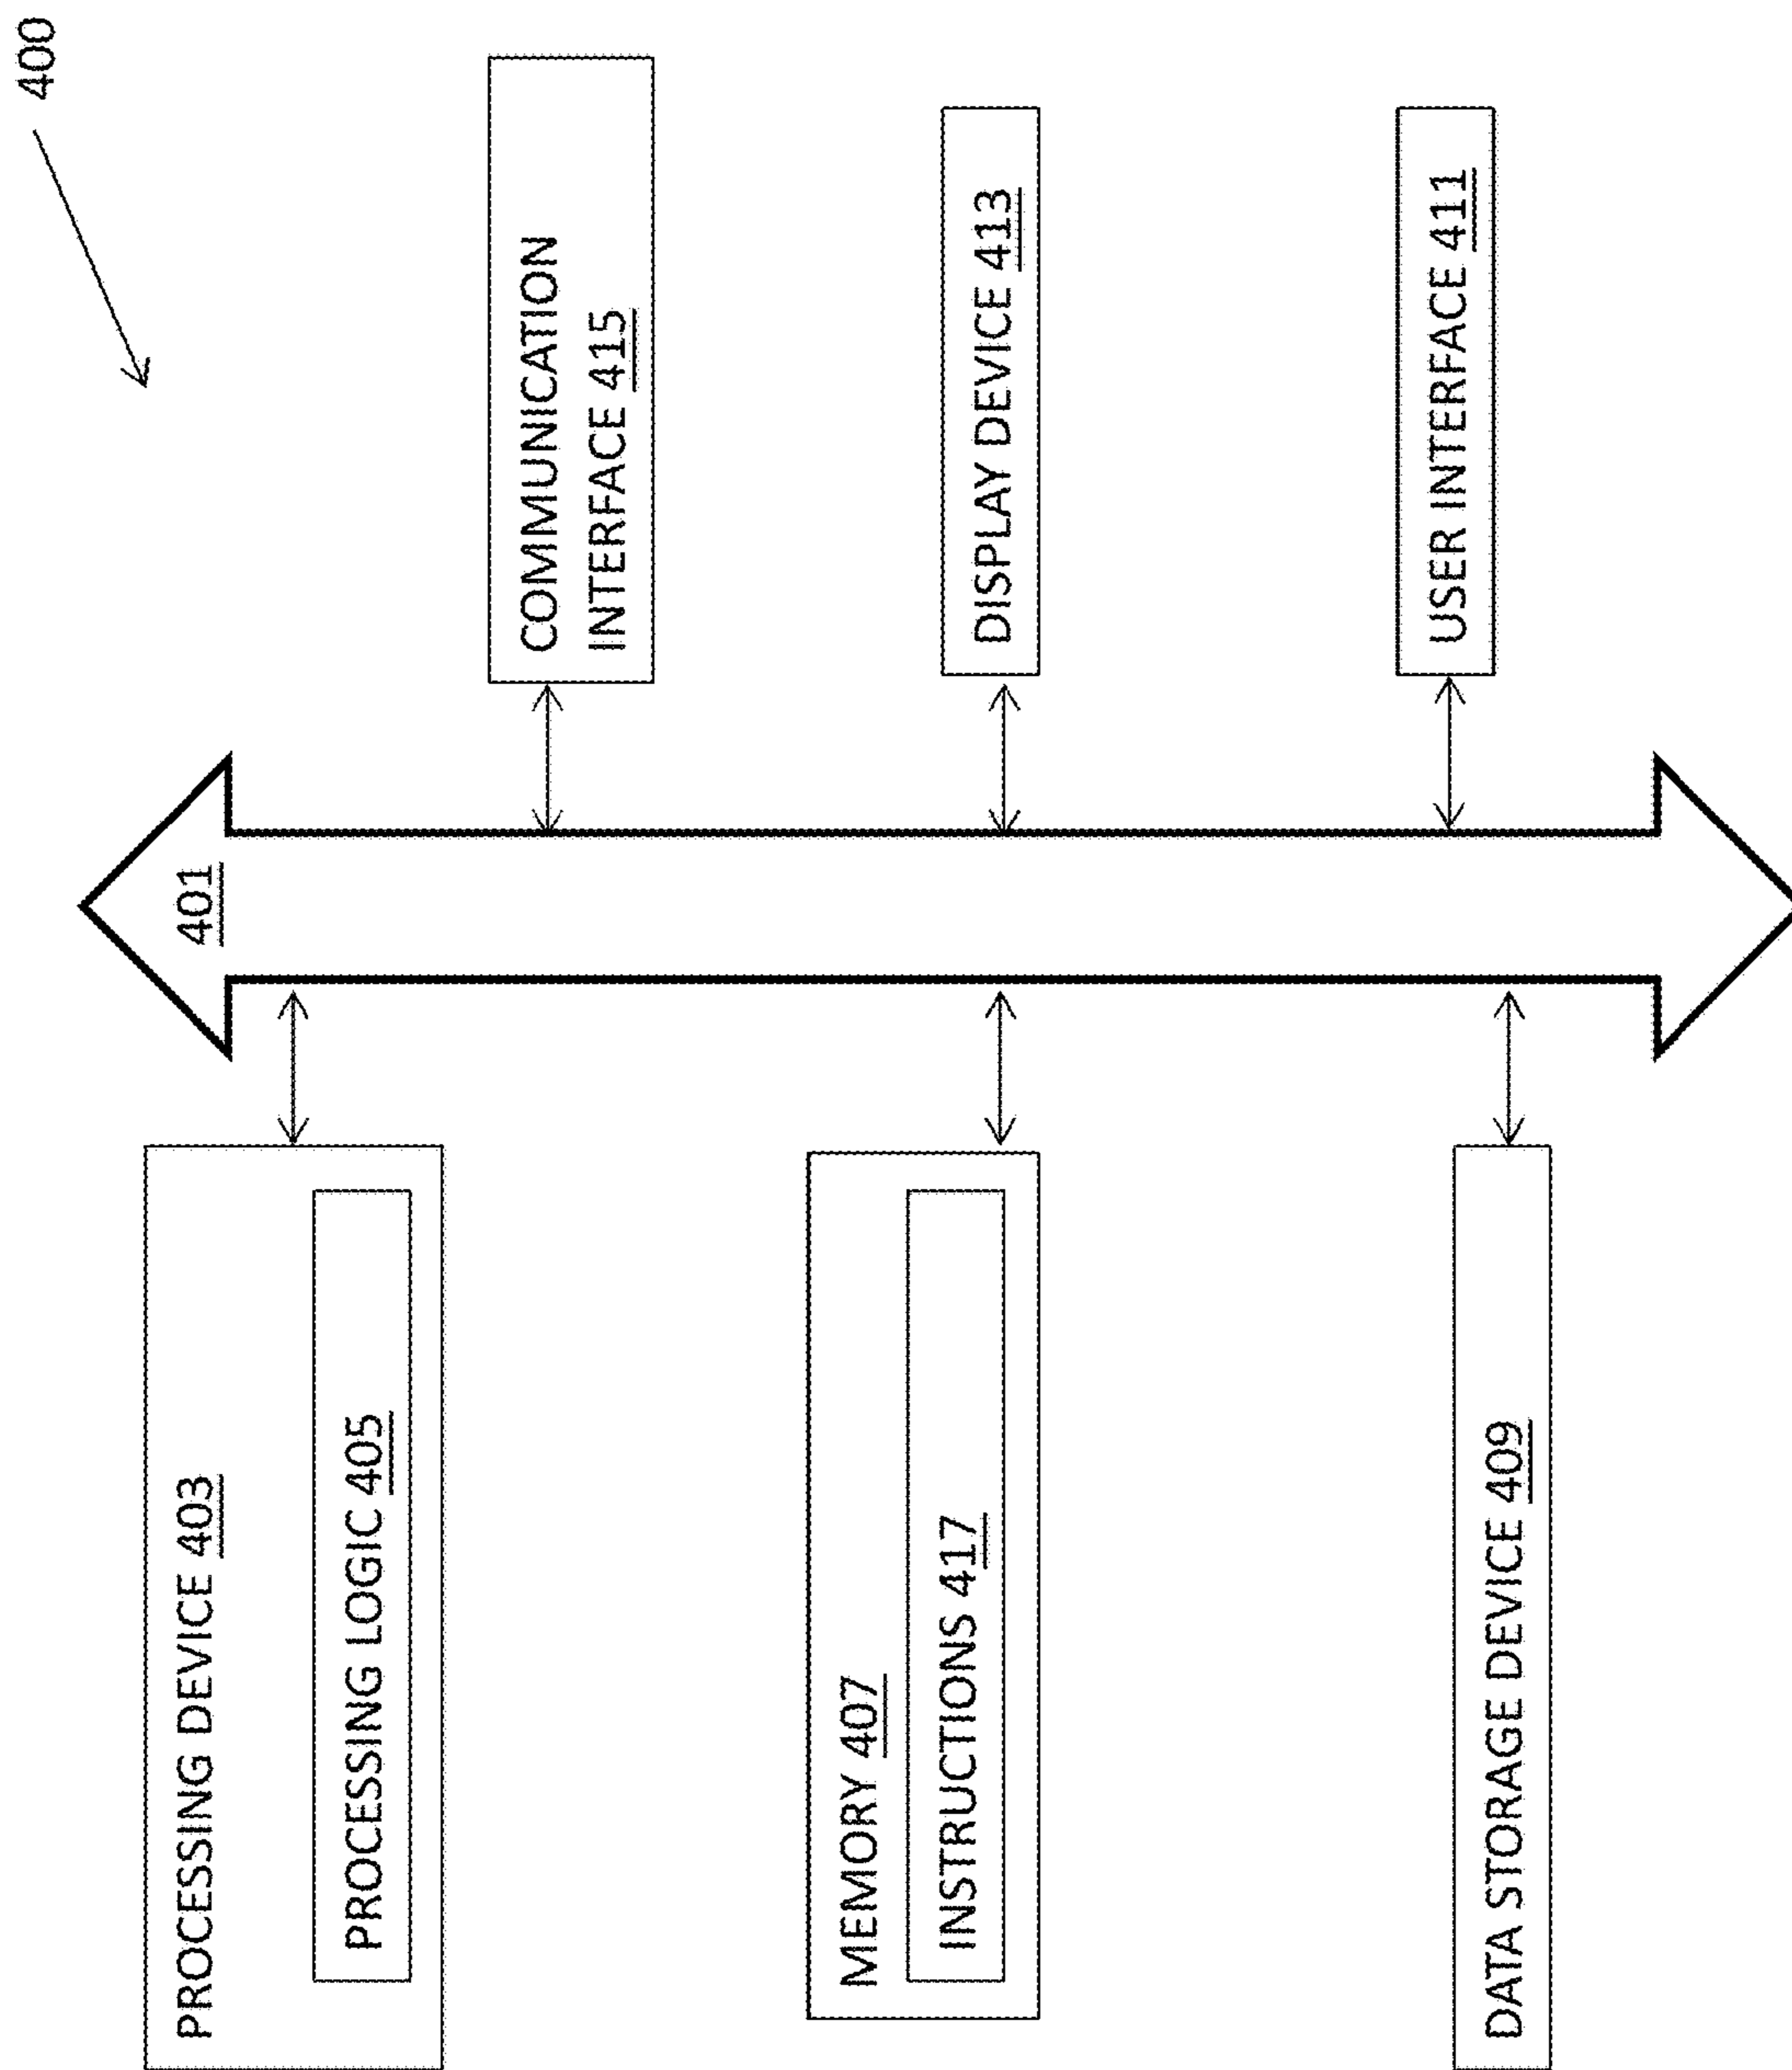 400
401
PROCESSING DEVICE 403
PROCESSING LOGIC 405
MEMORY 407
INSTRUCTIONS 417
DATA STORAGE DEVICE 409
COMMUNICATION
INTERFACE 415
DISPLAY DEVICE 413
USER INTERFACE 411